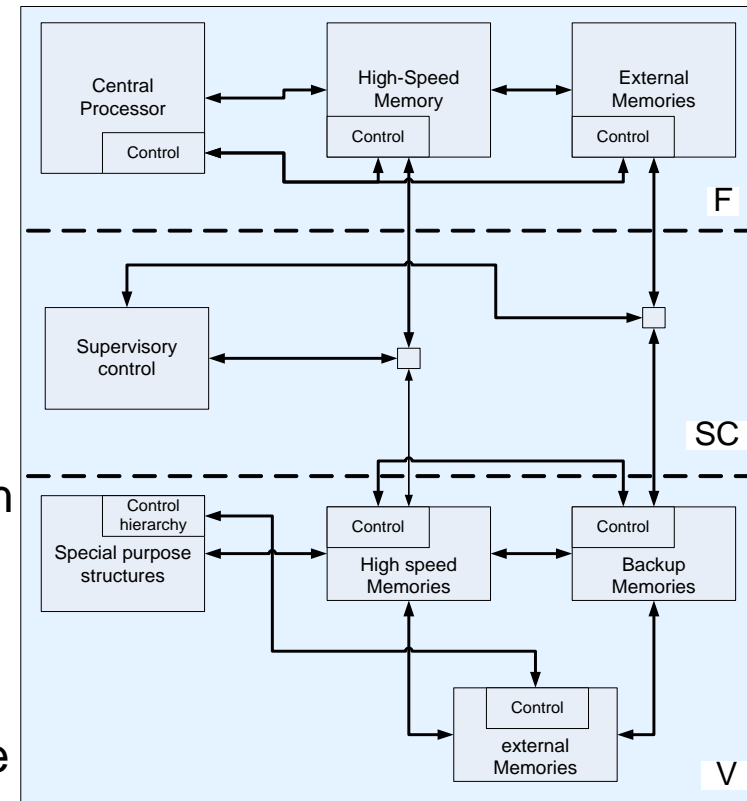 Central
Processor
Control
High-Speed
Memory
Control
External
Memories
Control
F
Supervisory
control
SC
Control
hierarchy
Special purpose
structures
Control
High speed
Memories
Control
Backup
Memories
Control
external
Memories
V